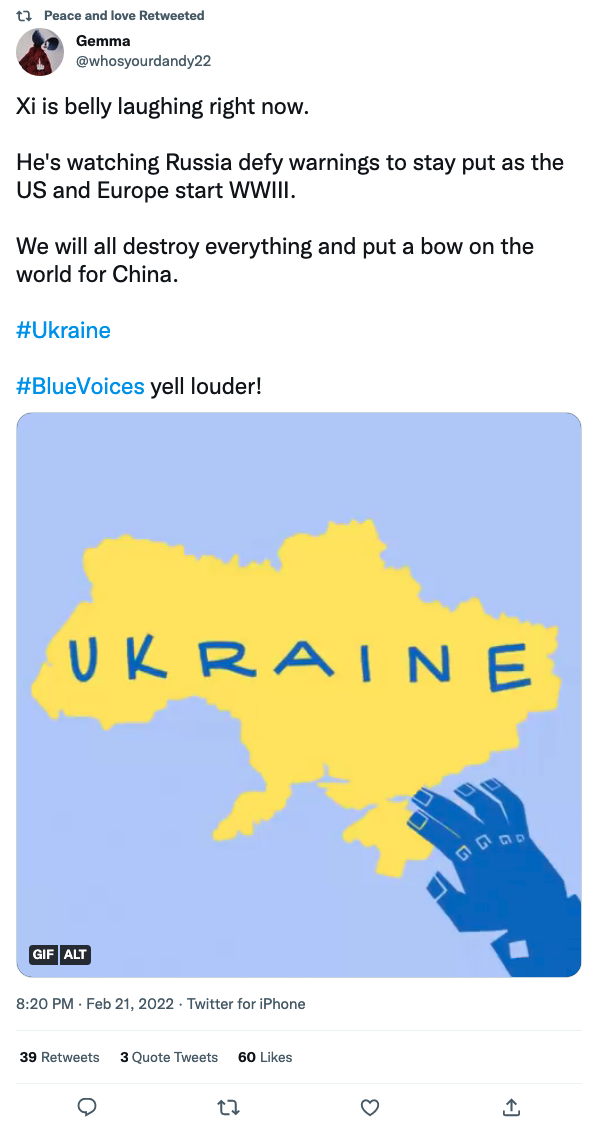 Peace and love Retweeted
Gemma
@whosyourdandy22
Xi is belly laughing right now.
He's watching Russia defy warnings to stay put as the
US and Europe start WWIII.
We will all destroy everything and put a bow on the
world for China.
#Ukraine
#BlueVoices yell louder!
UKRAINE
GIF ALT
8:20 PM · Feb 21, 2022 · Twitter for iPhone
39 Retweets 3 Quote Tweets 60 Likes